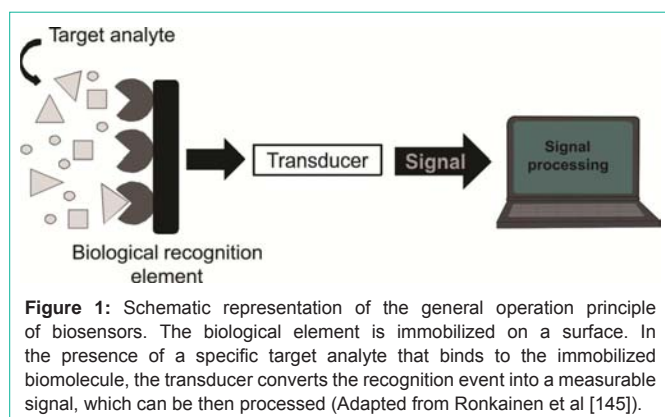 Target analyte
Transducer
Signal
Signal
processing
Biological recognition
element
Figure 1: Schematic representation of the general operation principle
of biosensors. The biological element is immobilized on a surface. In
the presence of a specific target analyte that binds to the immobilized
biomolecule, the transducer converts the recognition event into a measurable
signal, which can be then processed (Adapted from Ronkainen et al [145]).